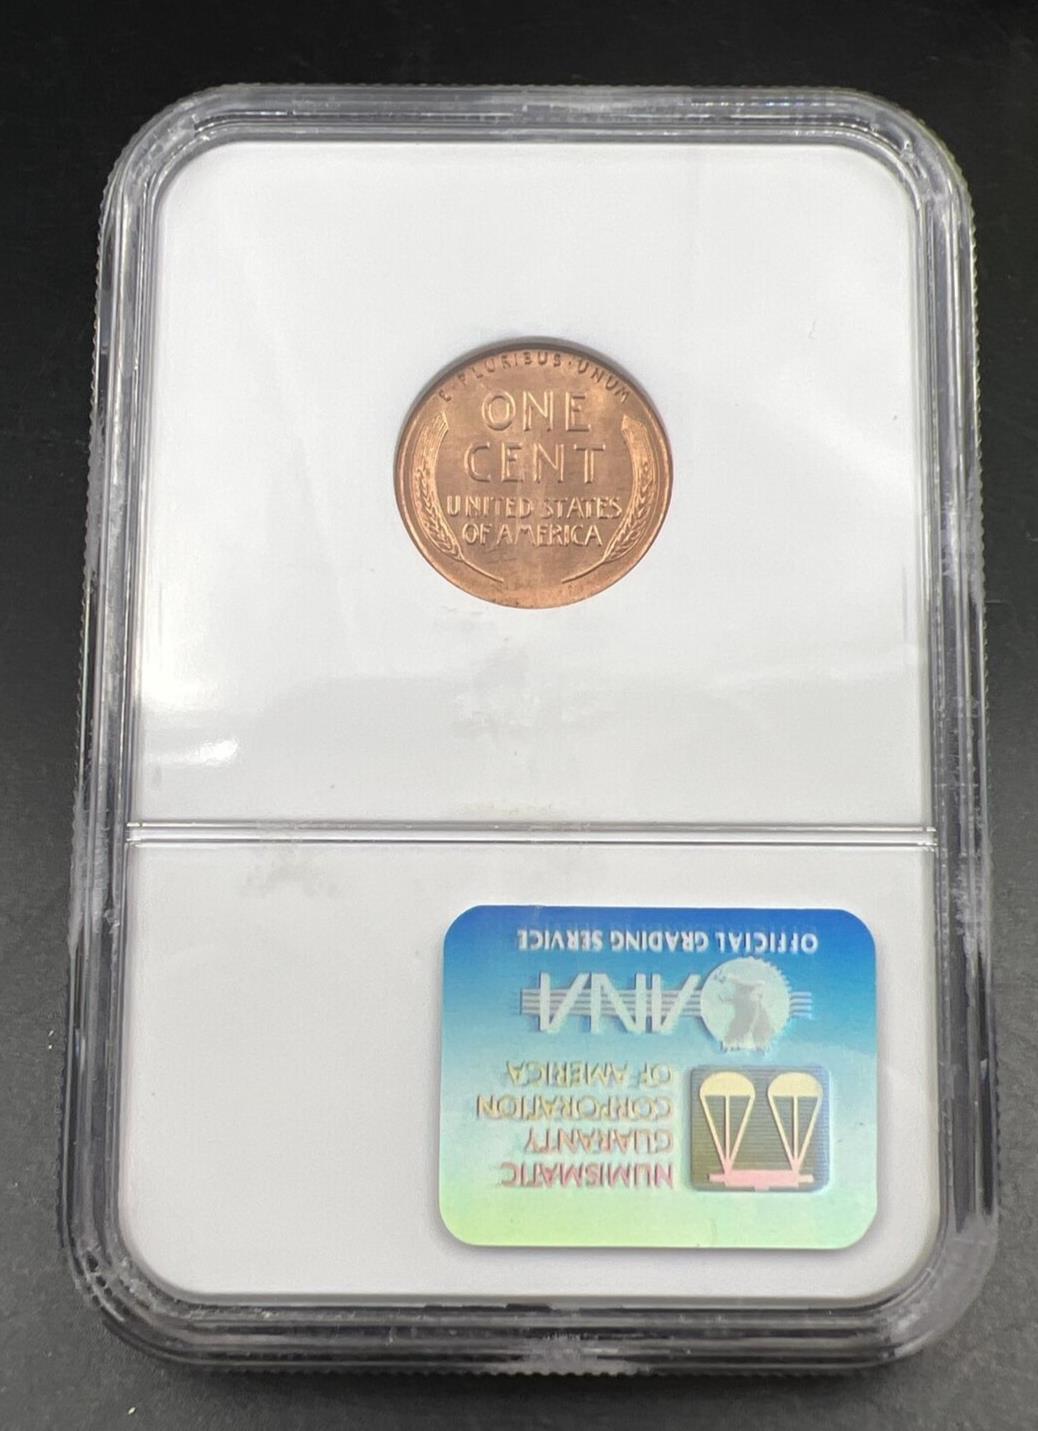 E·PLURIBUS·UNUM
ONE
CENT
UNITED STATES
OF AMERICA
NUMISMATIC
GUARANTY
CORPORATION
OF AMERICA
ANA
OFFICIAL GRADING SERVICE